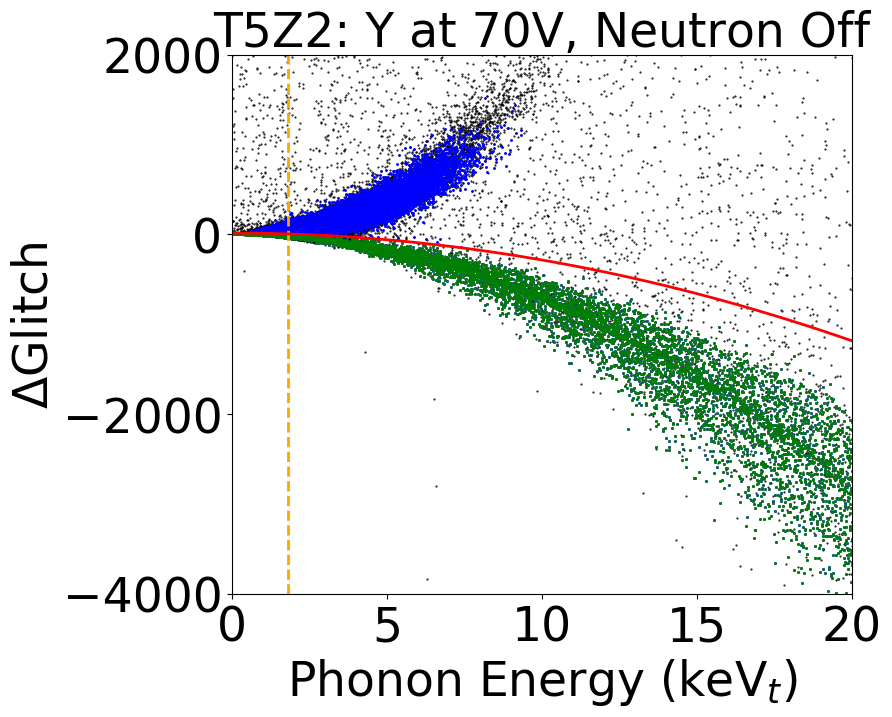 T5Z2: Y at 70V, Neutron Off
2000
0
−2000
−4000
ΔGlitch
0 5 10 15 20
Phonon Energy (keVₜ)